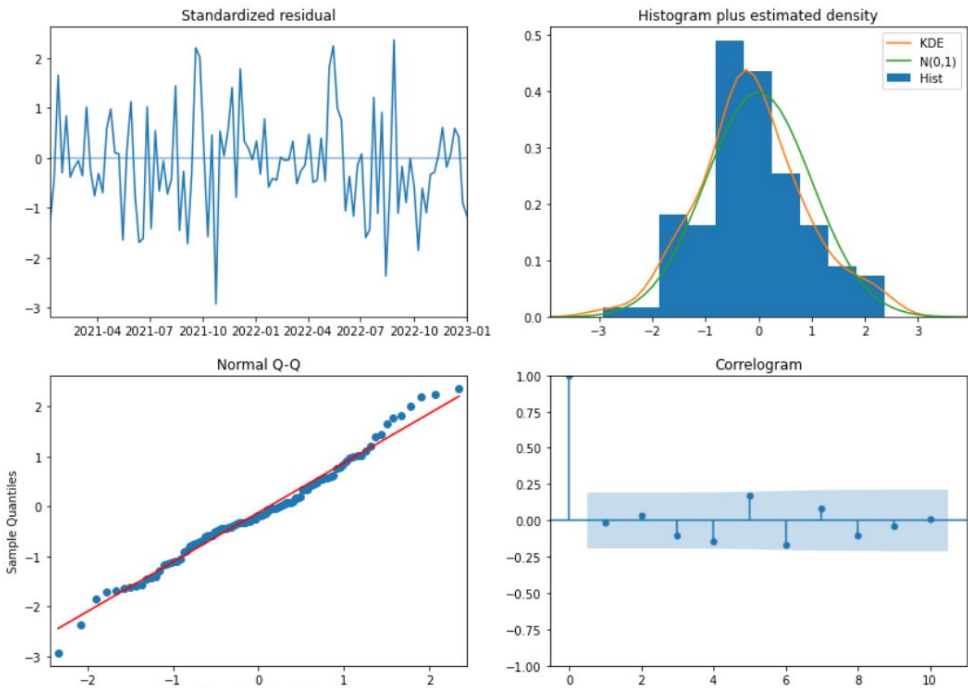 Standardized residual
2
1
0
−1
−2
−3
2021-04 2021-07 2021-10 2022-01 2022-04 2022-07 2022-10 2023-01
Histogram plus estimated density
0.5
0.4
0.3
0.2
0.1
0.0
KDE
N(0,1)
Hist
−3 −2 −1 0 1 2 3
Normal Q-Q
Sample Quantiles
2
1
0
−1
−2
−3
−2 −1 0 1 2
Correlogram
1.00
0.75
0.50
0.25
0.00
−0.25
−0.50
−0.75
−1.00
0 2 4 6 8 10